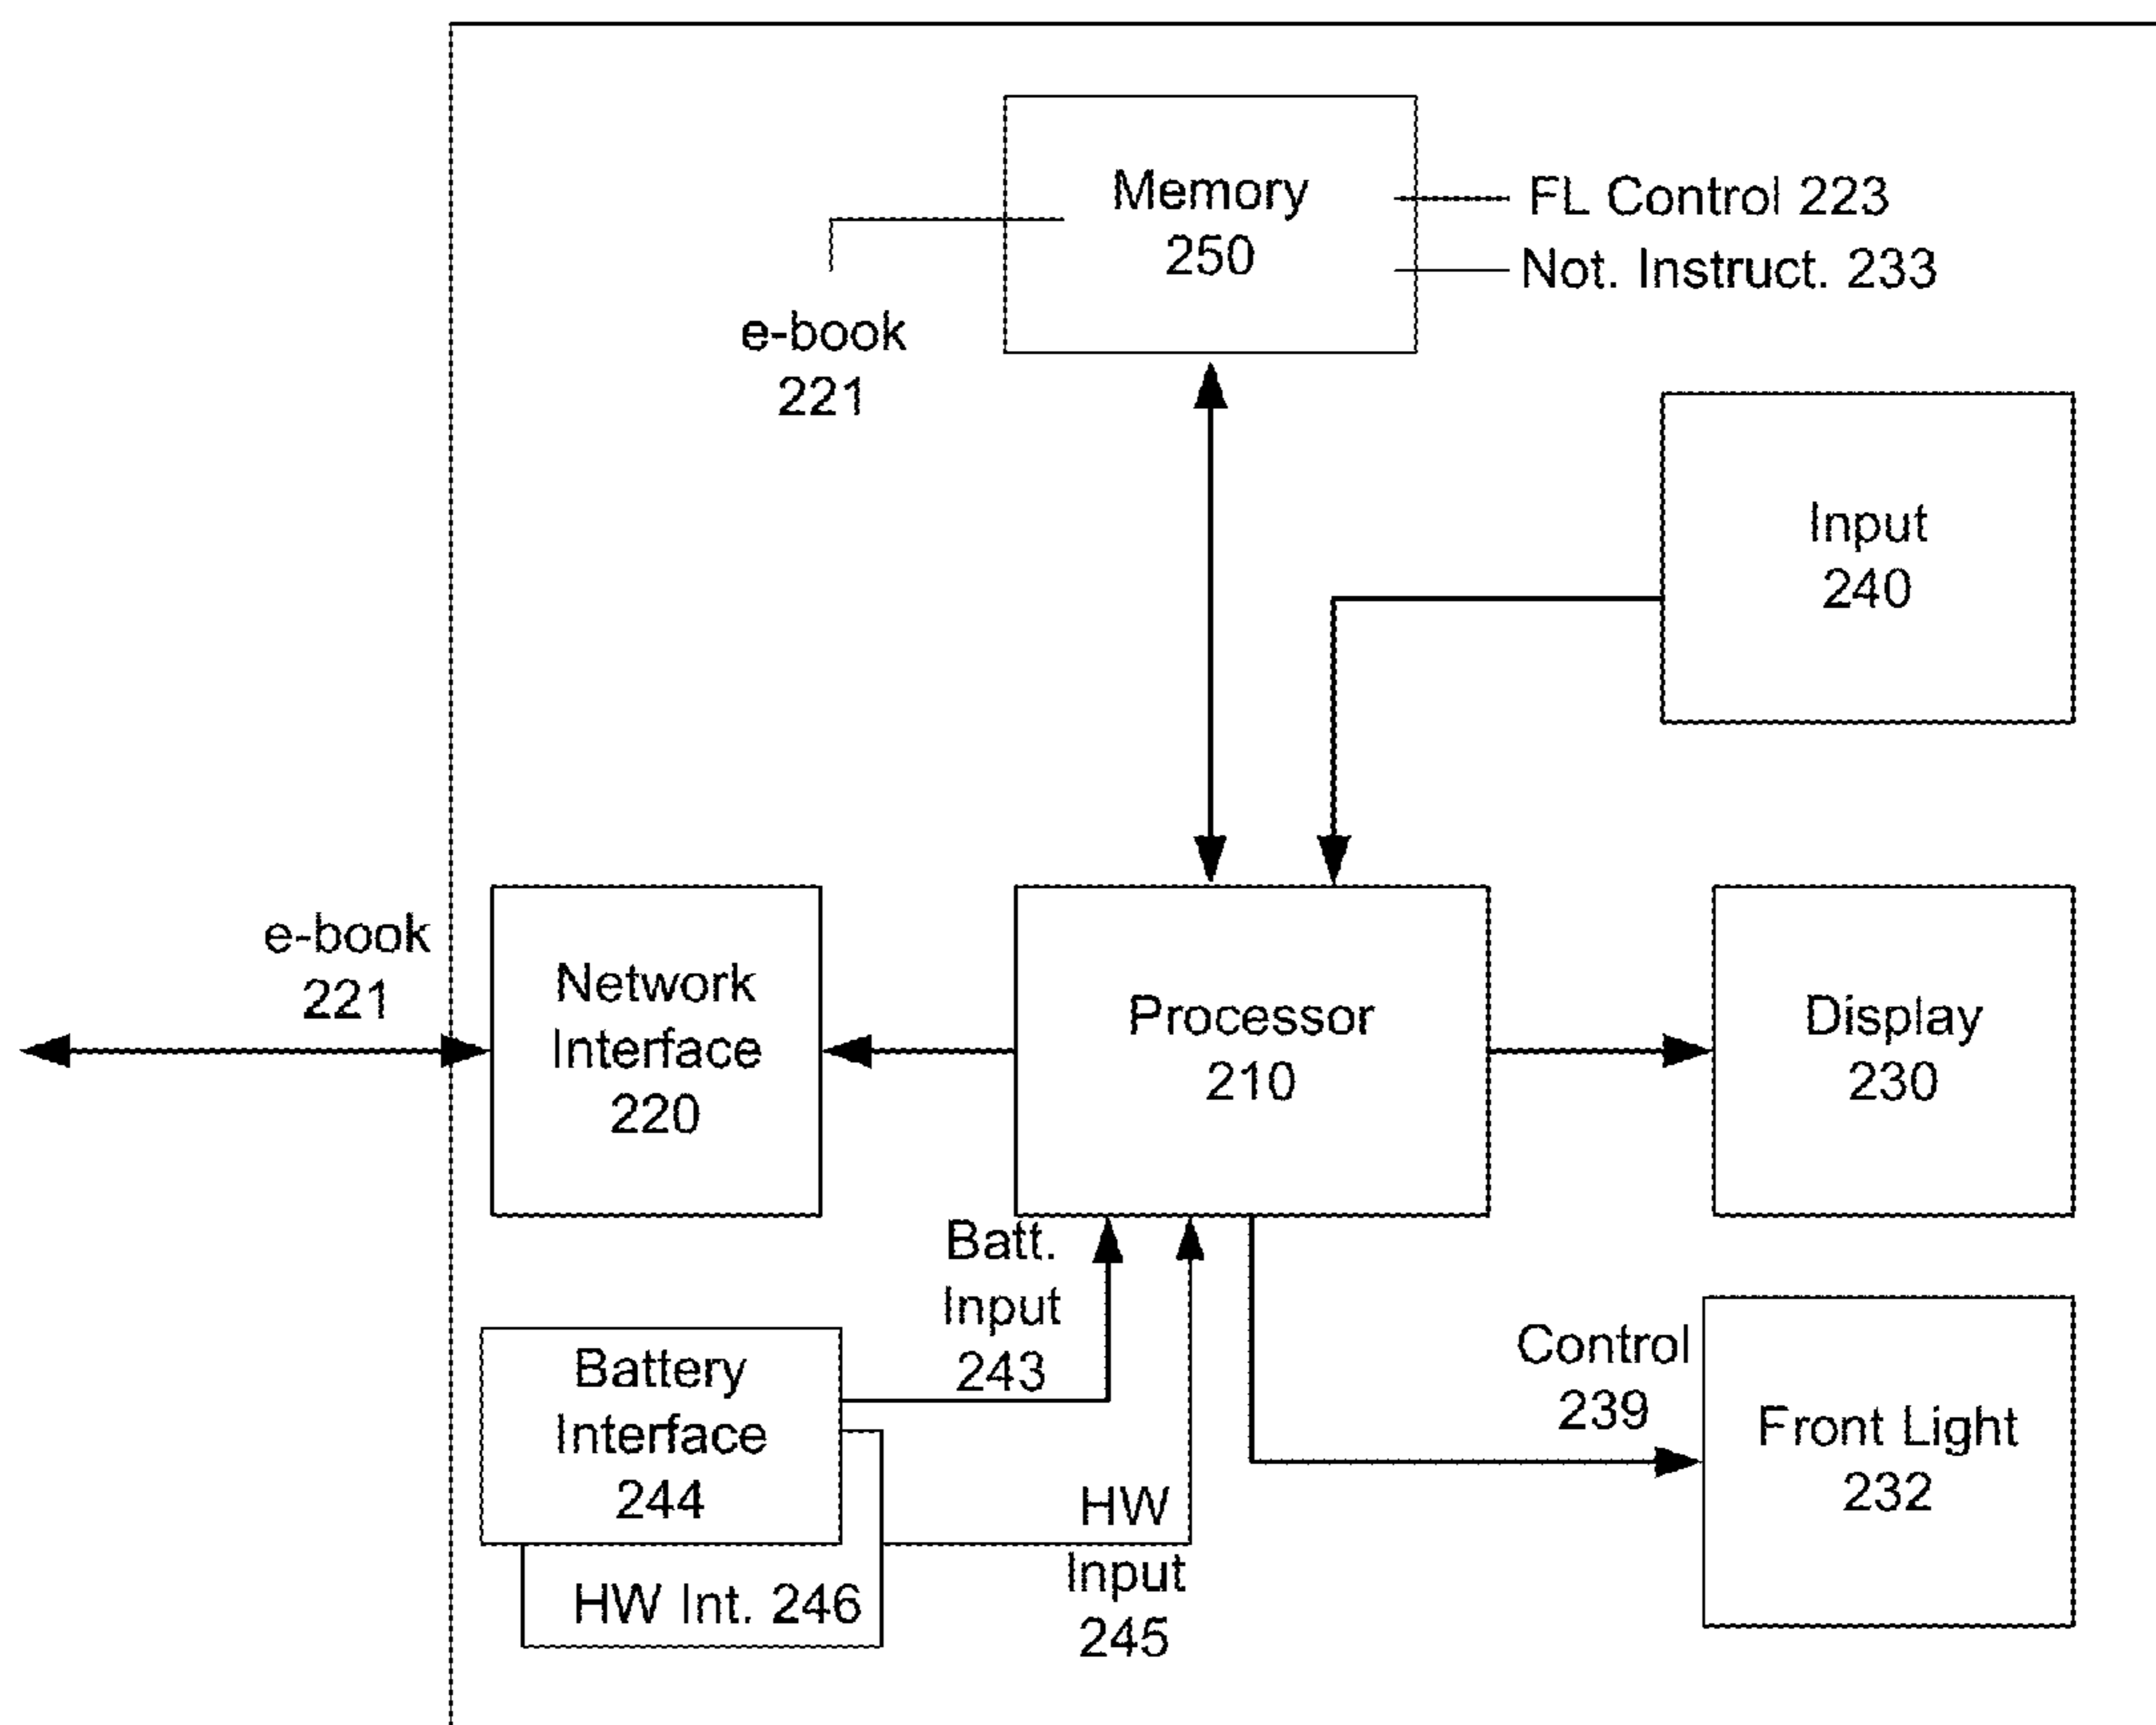 Memory
250
FL Control 223
Not. Instruct. 233
e-book
221
Input
240
e-book
221
Network
Interface
220
Processor
210
Display
230
Batt.
Input
243
Battery
Interface
244
HW Int. 246
HW
Input
245
Control
239
Front Light
232